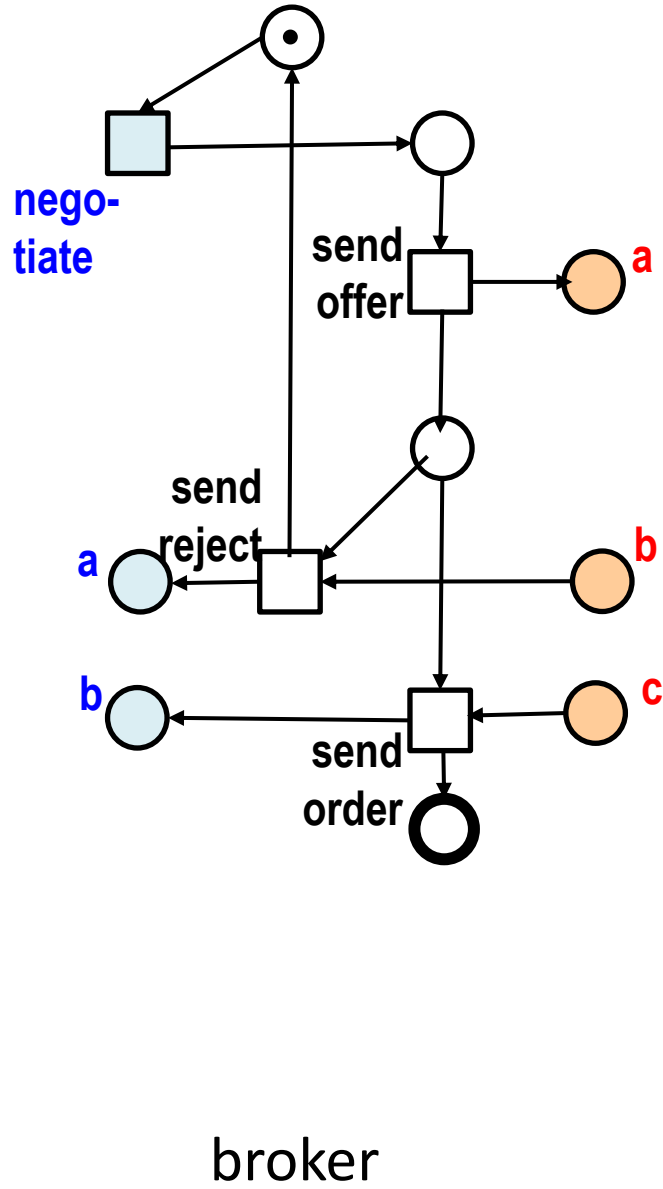 nego-
tiate
send
offer
a
send
reject
a
b
b
c
send
order
broker